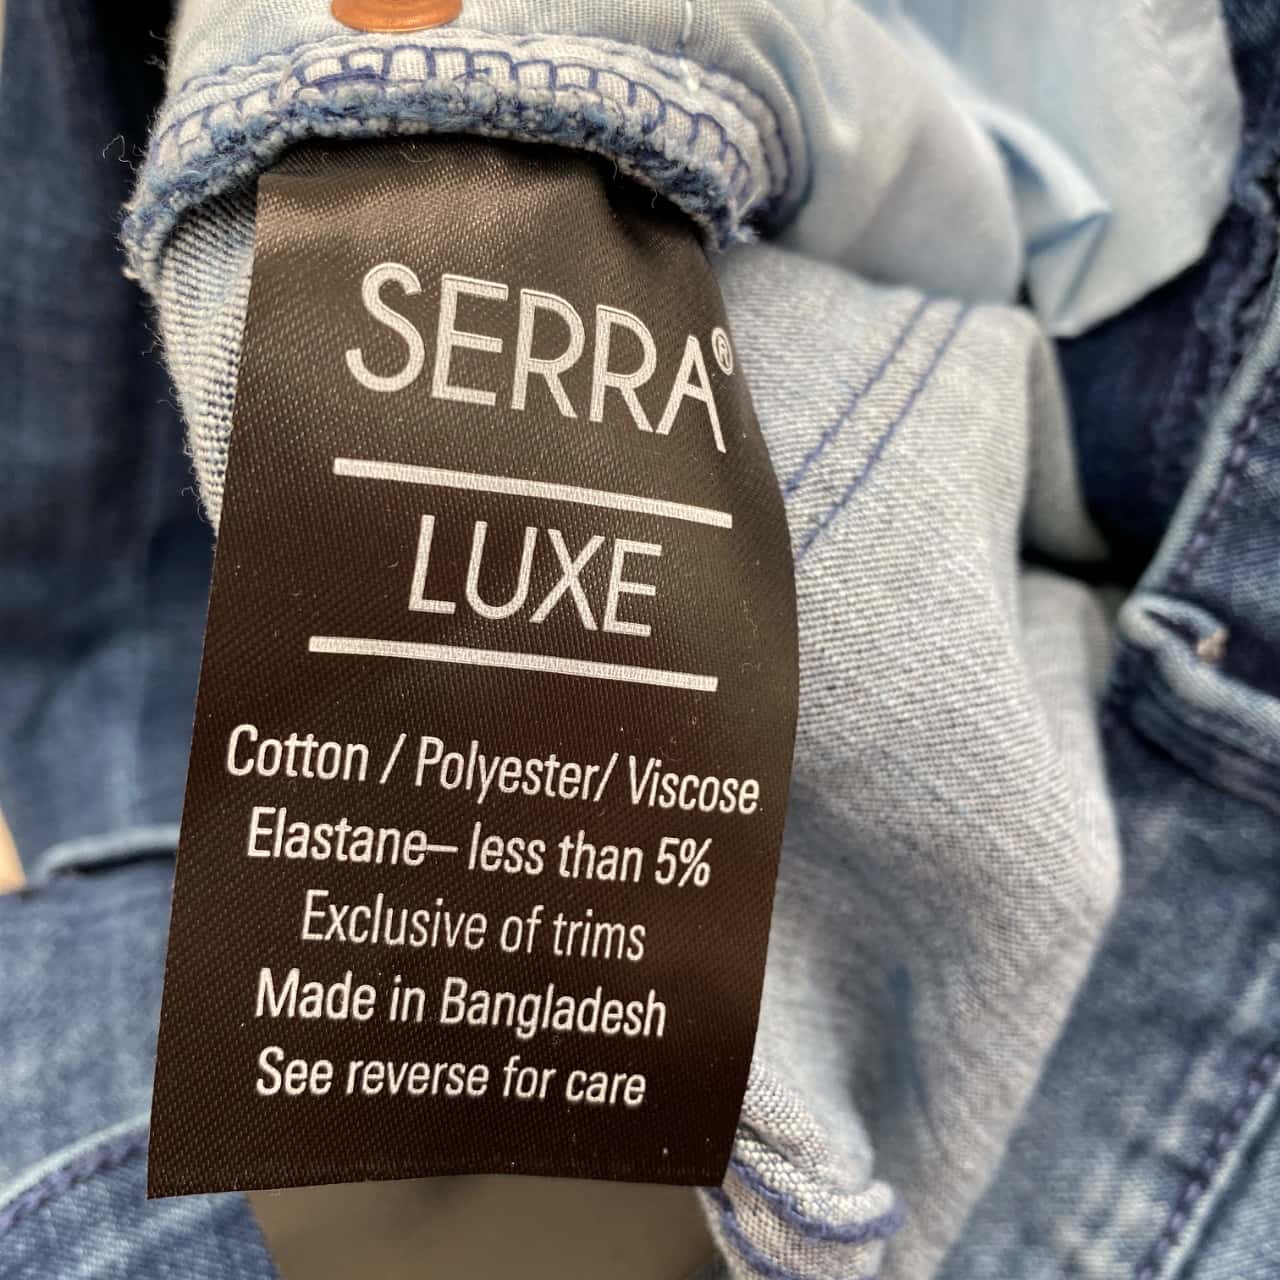 SERRA®
LUXE
Cotton / Polyester/ Viscose
Elastane– less than 5%
Exclusive of trims
Made in Bangladesh
See reverse for care